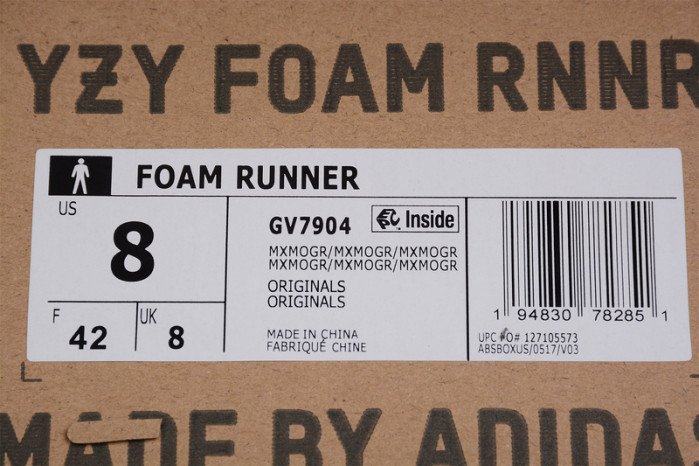 YZY FOAM RNNR
FOAM RUNNER
US
8
F
42
UK
8
GV7904
Inside
MXMOGR/MXMOGR/MXMOGR
MXMOGR/MXMOGR/MXMOGR
ORIGINALS
ORIGINALS
MADE IN CHINA
FABRIQUÉ CHINE
1 94830 78285 1
UPC PO# 127105573
ABSBOXUS/0517/V03
MADE BY ADIDAS